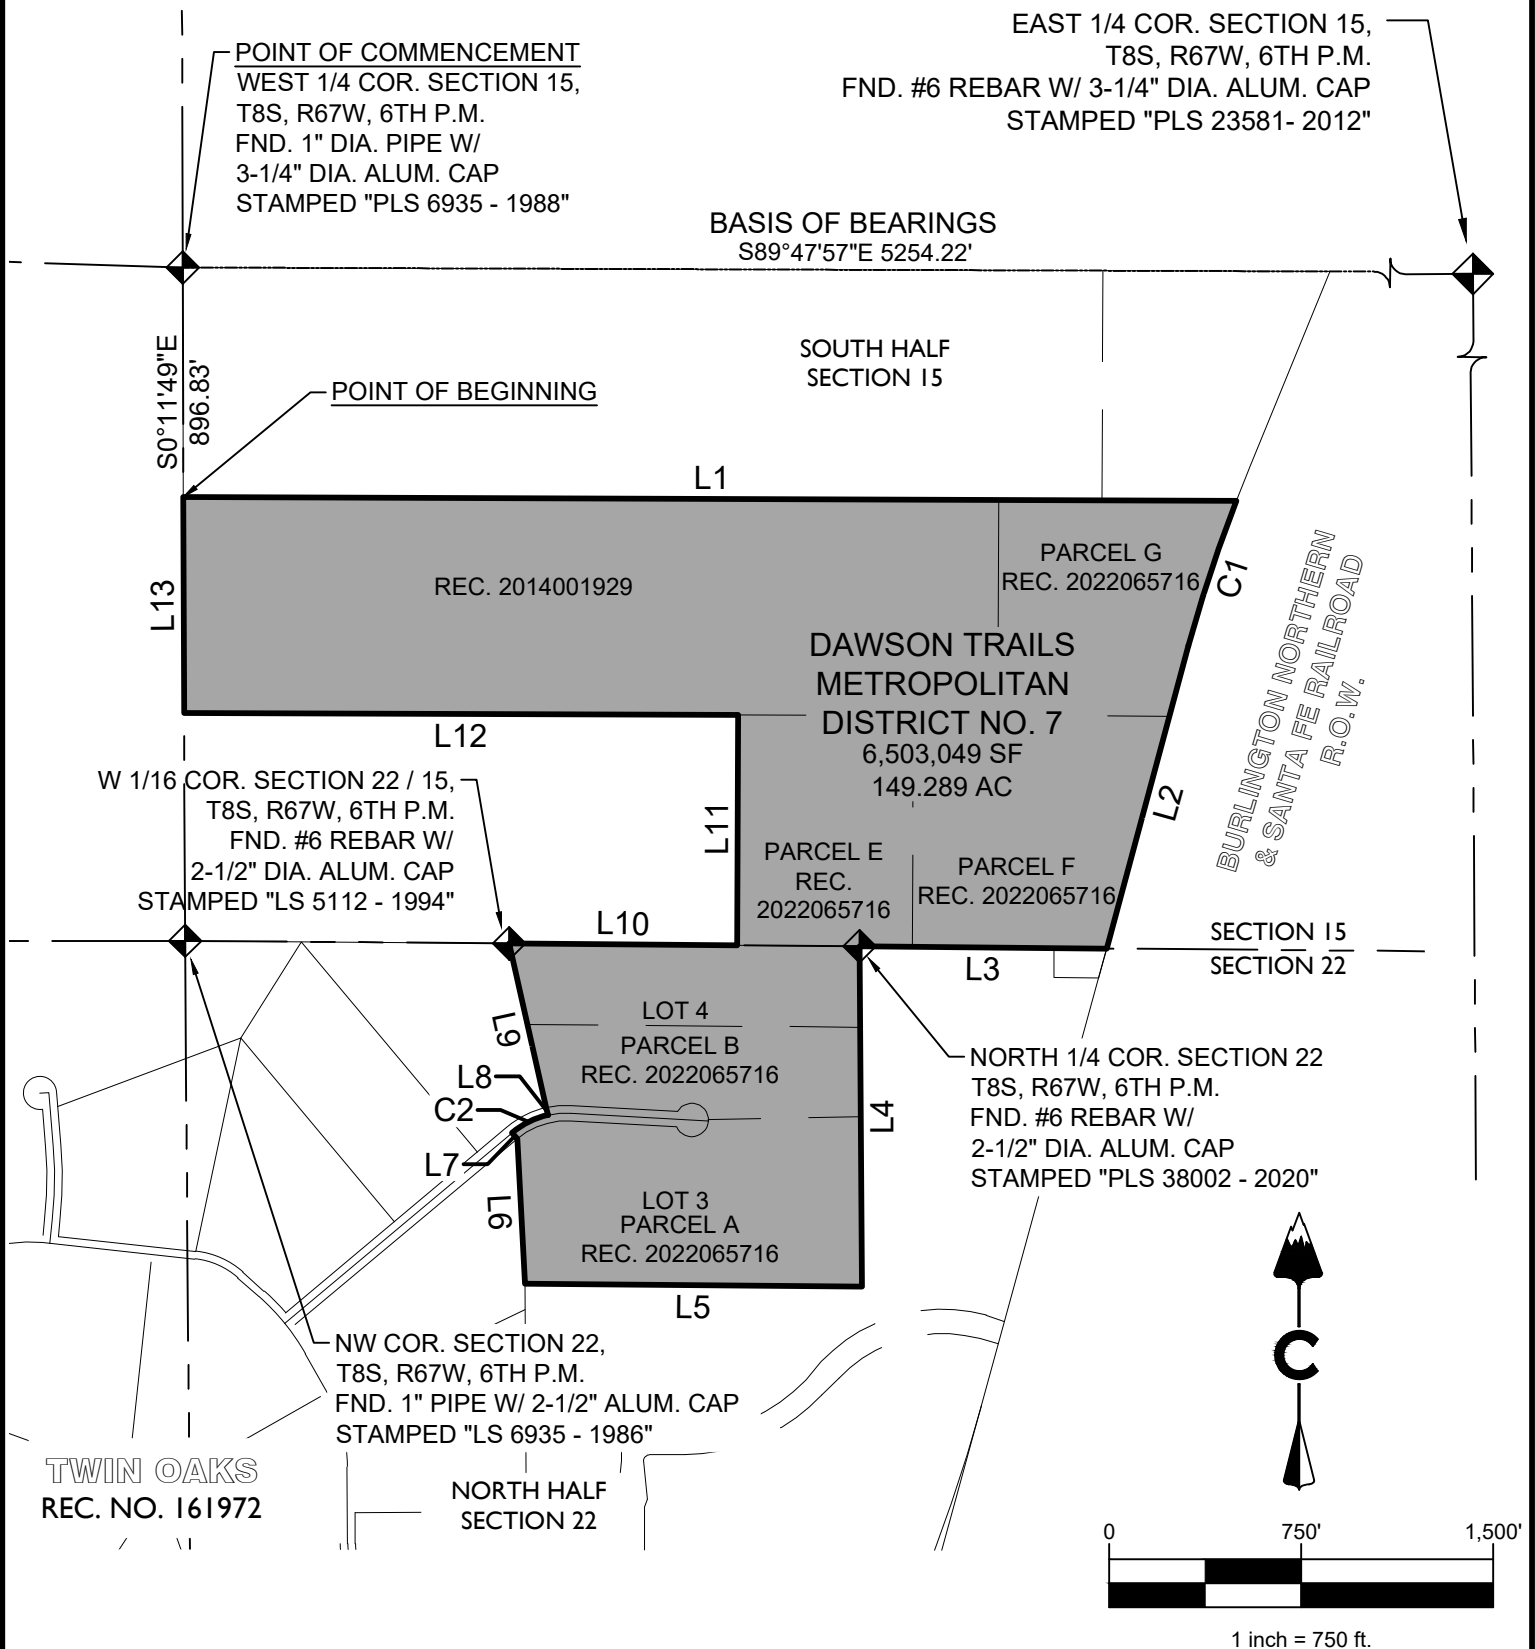 POINT OF COMMENCEMENT
WEST 1/4 COR. SECTION 15,
T8S, R67W, 6TH P.M.
FND. 1" DIA. PIPE W/
3-1/4" DIA. ALUM. CAP
STAMPED "PLS 6935 - 1988"
EAST 1/4 COR. SECTION 15,
T8S, R67W, 6TH P.M.
FND. #6 REBAR W/ 3-1/4" DIA. ALUM. CAP
STAMPED "PLS 23581- 2012"
BASIS OF BEARINGS
S89°47'57"E 5254.22'
S0°11'49"E
896.83'
SOUTH HALF
SECTION 15
POINT OF BEGINNING
L1
L13
REC. 2014001929
PARCEL G
REC. 2022065716
C1
BURLINGTON NORTHERN
& SANTA FE RAILROAD
R.O.W.
DAWSON TRAILS
METROPOLITAN
DISTRICT NO. 7
6,503,049 SF
149.289 AC
L12
L11
L2
W 1/16 COR. SECTION 22 / 15,
T8S, R67W, 6TH P.M.
FND. #6 REBAR W/
2-1/2" DIA. ALUM. CAP
STAMPED "LS 5112 - 1994"
PARCEL E
REC.
2022065716
PARCEL F
REC. 2022065716
L10
L3
SECTION 15
SECTION 22
LOT 4
PARCEL B
REC. 2022065716
L9
L8
C2
L7
L4
L6
NORTH 1/4 COR. SECTION 22
T8S, R67W, 6TH P.M.
FND. #6 REBAR W/
2-1/2" DIA. ALUM. CAP
STAMPED "PLS 38002 - 2020"
LOT 3
PARCEL A
REC. 2022065716
L5
NW COR. SECTION 22,
T8S, R67W, 6TH P.M.
FND. 1" PIPE W/ 2-1/2" ALUM. CAP
STAMPED "LS 6935 - 1986"
C
TWIN OAKS
REC. NO. 161972
NORTH HALF
SECTION 22
0 750' 1,500'
1 inch = 750 ft.